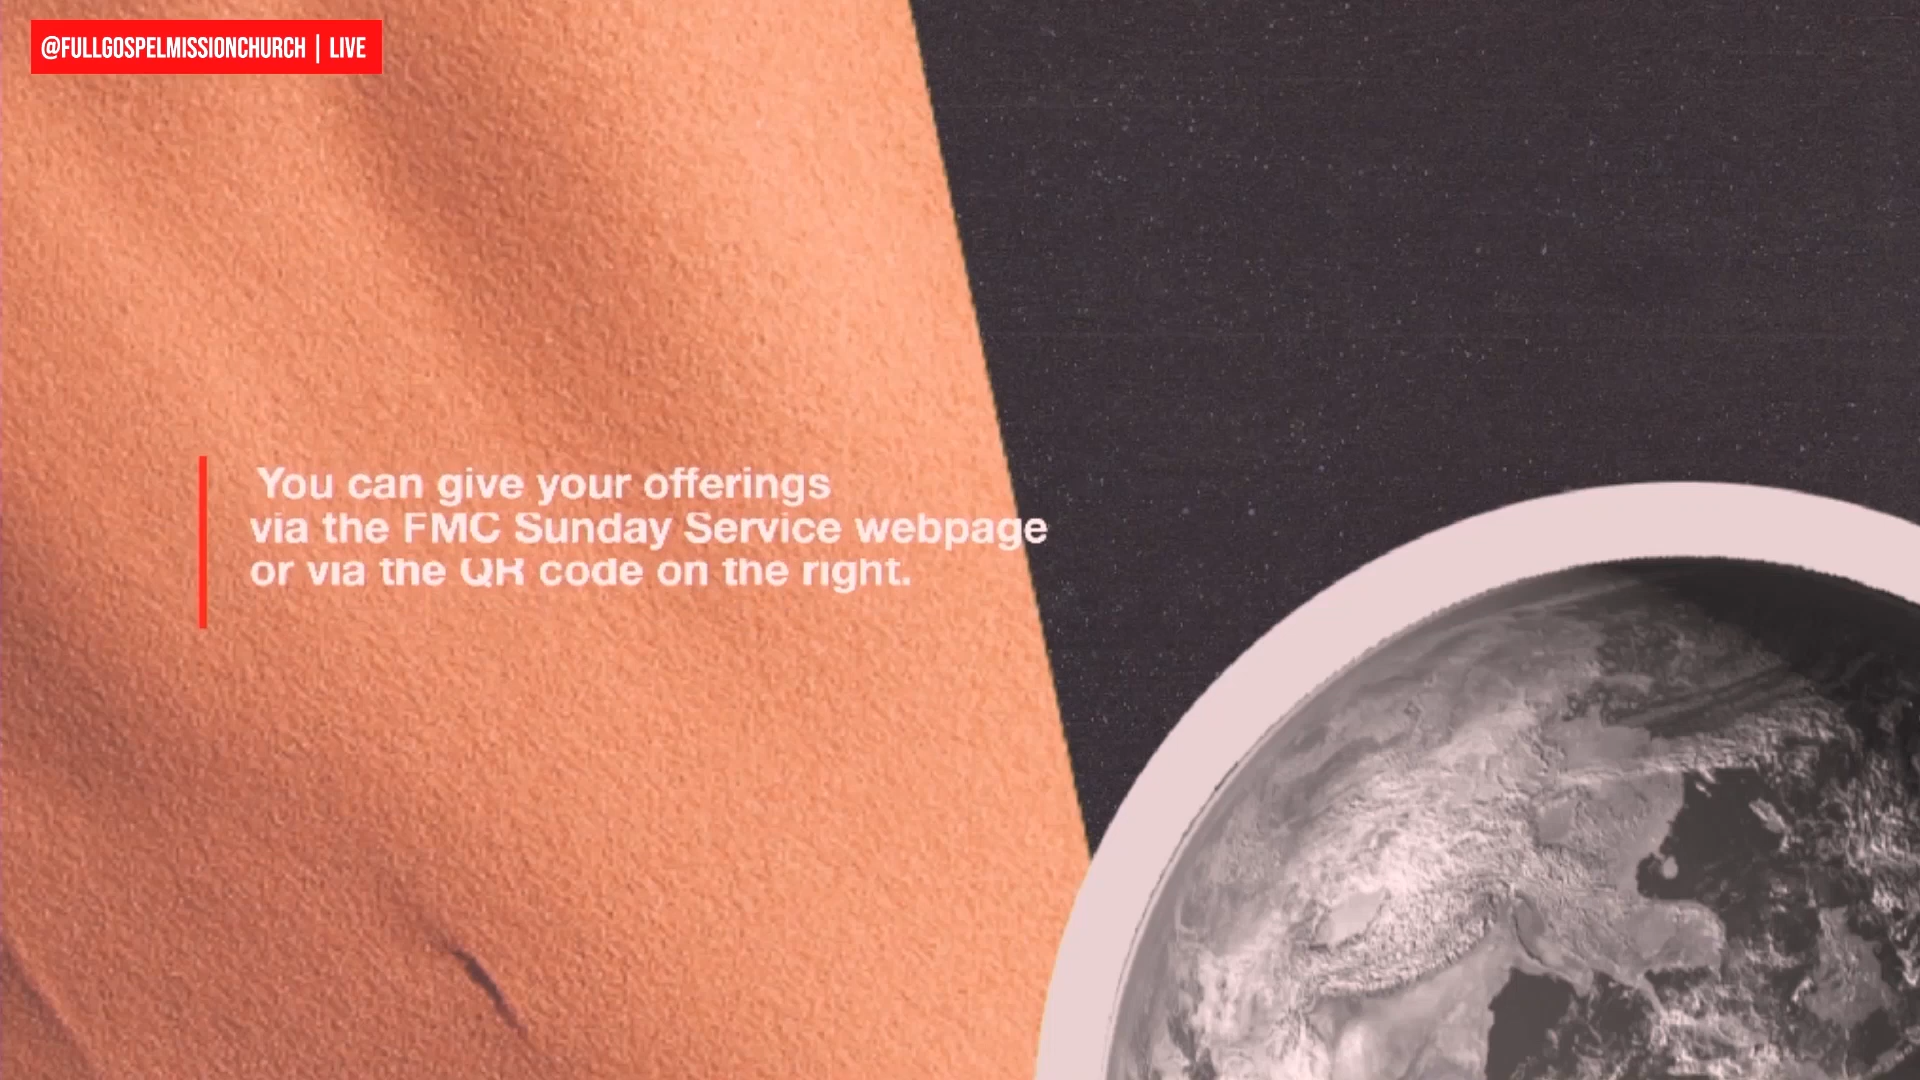 @FULLGOSPELMISSIONCHURCH | LIVE
You can give your offerings
via the FMC Sunday Service webpage
or via the QR code on the right.